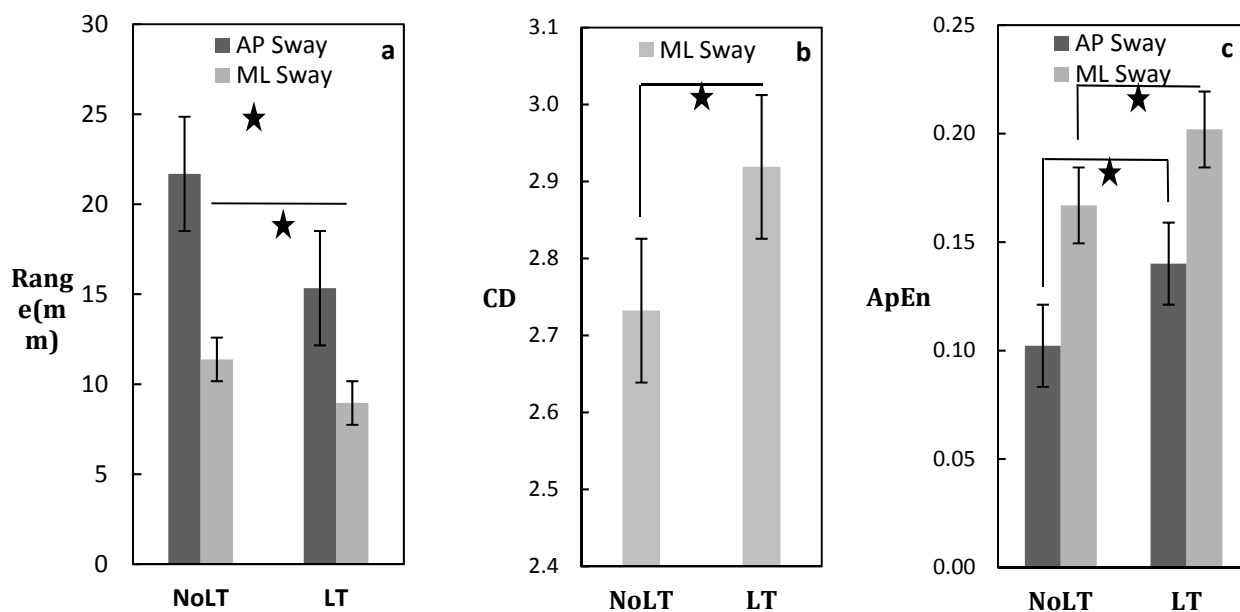 30
AP Sway
a
ML Sway
25
20
Rang
e(m
m)
15
10
5
0
NoLT
LT
3.1
ML Sway
b
3.0
2.9
2.8
CD
2.7
2.6
2.5
2.4
NoLT
LT
0.25
AP Sway
c
ML Sway
0.20
0.15
ApEn
0.10
0.05
0.00
NoLT
LT